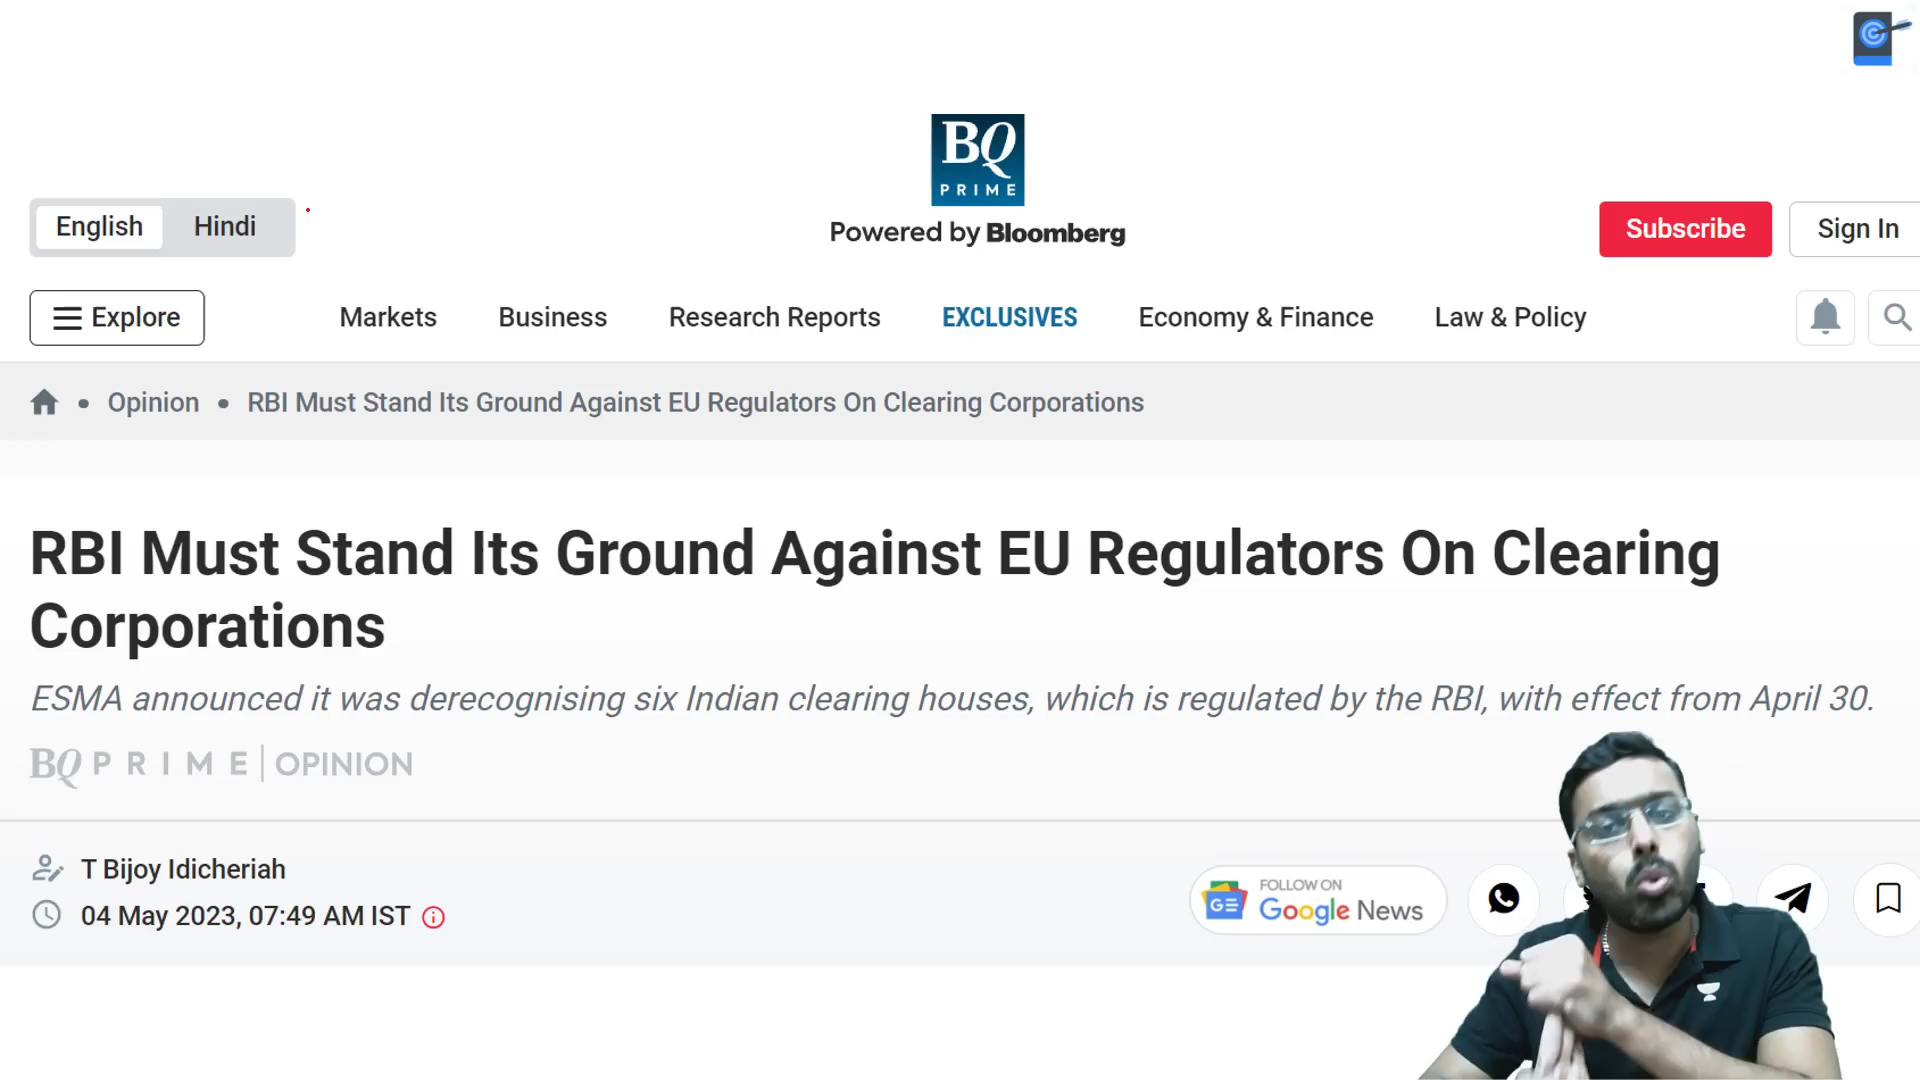 BQ
PRIME
Powered by Bloomberg
English Hindi
Subscribe Sign In
Explore Markets Business Research Reports EXCLUSIVES Economy & Finance Law & Policy
Opinion • RBI Must Stand Its Ground Against EU Regulators On Clearing Corporations
RBI Must Stand Its Ground Against EU Regulators On Clearing
Corporations
ESMA announced it was derecognising six Indian clearing houses, which is regulated by the RBI, with effect from April 30.
BQ PRIME | OPINION
T Bijoy Idicheriah
04 May 2023, 07:49 AM IST
GE FOLLOW ON
Google News